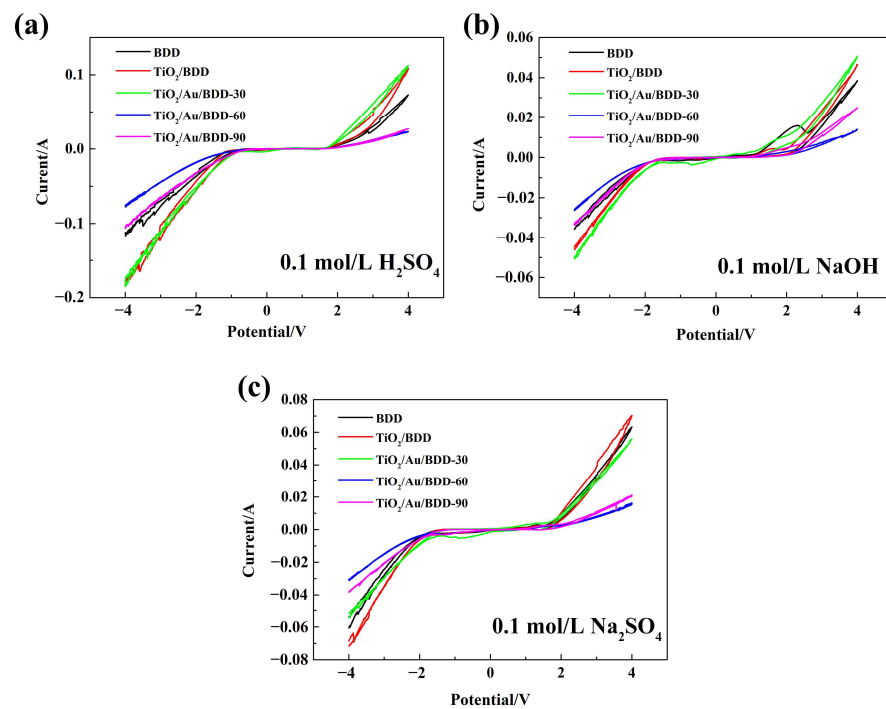 (a)
BDD
TiO₂/BDD
TiO₂/Au/BDD-30
TiO₂/Au/BDD-60
TiO₂/Au/BDD-90
0.1
0.0
−0.1
−0.2
Curent/A
−4 −2 0 2 4
Potential/V
0.1 mol/L H₂SO₄
(b)
BDD
TiO₂/BDD
TiO₂/Au/BDD-30
TiO₂/Au/BDD-60
TiO₂/Au/BDD-90
0.06
0.04
0.02
0.00
−0.02
−0.04
−0.06
Current/A
−4 −2 0 2 4
Potential/V
0.1 mol/L NaOH
(c)
BDD
TiO₂/BDD
TiO₂/Au/BDD-30
TiO₂/Au/BDD-60
TiO₂/Au/BDD-90
0.08
0.06
0.04
0.02
0.00
−0.02
−0.04
−0.06
−0.08
Current/A
−4 −2 0 2 4
Potential/V
0.1 mol/L Na₂SO₄